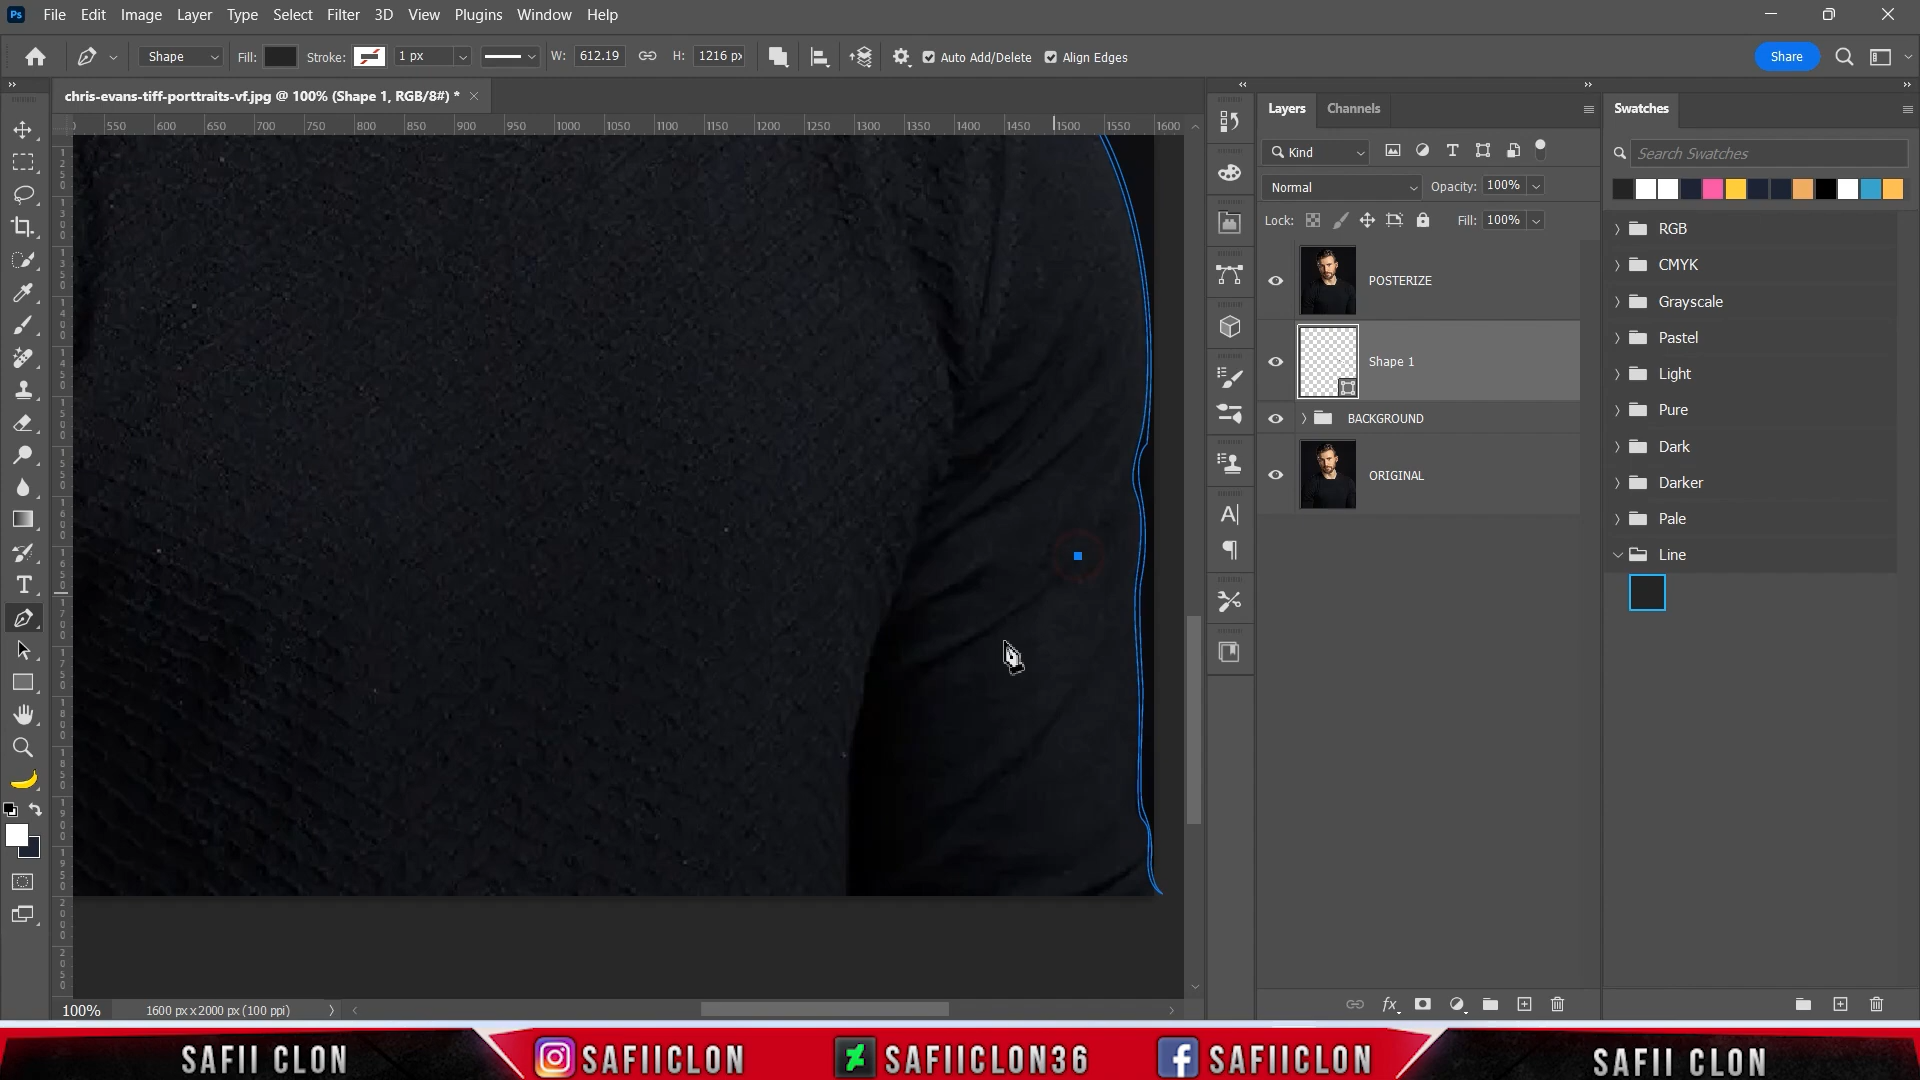 Ps File Edit Image Layer Type Select Filter 3D View Plugins Window Help
Shape Fill: Stroke: 1 px W: 612.19 H: 1216 px Auto Add/Delete Align Edges Share
chris-evans-tiff-porttraits-vf.jpg @ 100% (Shape 1, RGB/8#) *
550 600 650 700 750 800 850 900 950 1000 1050 1100 1150 1200 1250 1300 1350 1400 1450 1500 1550 1600
Layers Channels
Kind
Normal Opacity: 100%
Lock: Fill: 100%
POSTERIZE
Shape 1
BACKGROUND
ORIGINAL
Swatches
Search Swatches
RGB
CMYK
Grayscale
Pastel
Light
Pure
Dark
Darker
Pale
Line
100% 1600 px x 2000 px (100 ppi)
SAFII CLON SAFIICLON SAFIICLON36 SAFIICLON SAFII CLON